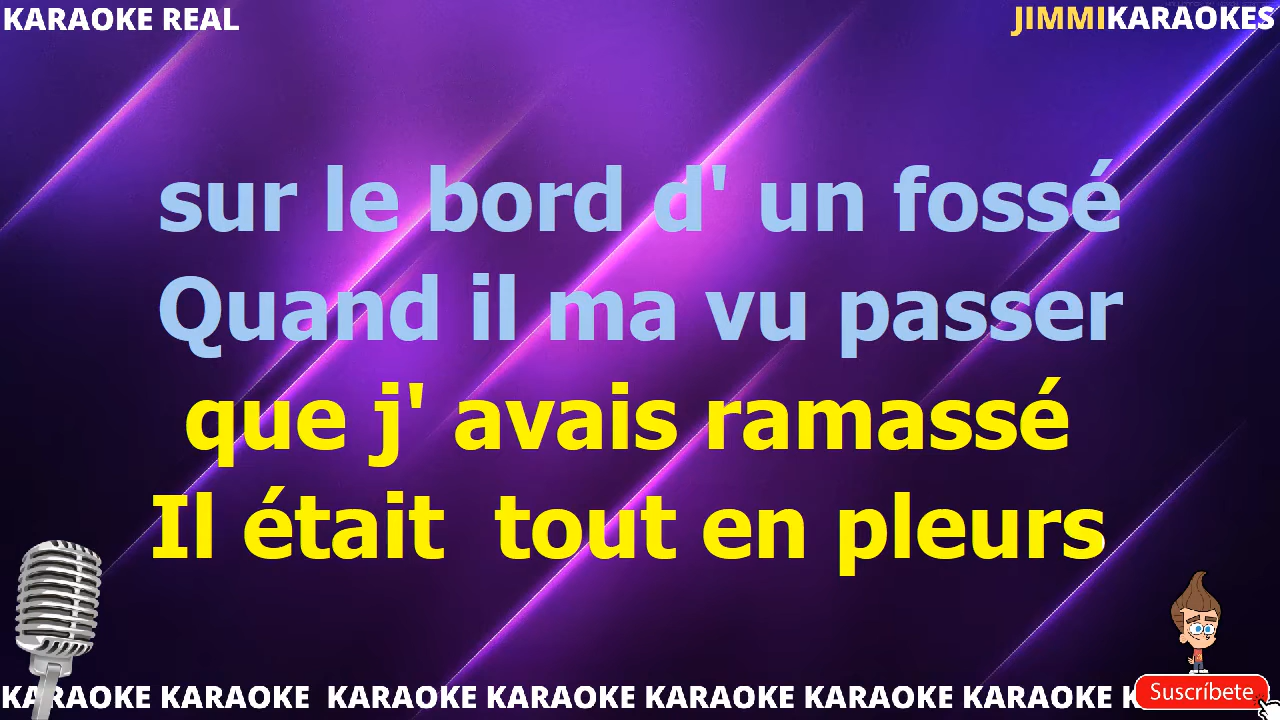 KARAOKE REAL
JIMMIKARAOKES
sur le bord d' un fossé
Quand il ma vu passer
que j' avais ramassé
Il était  tout en pleurs
KARAOKE KARAOKE  KARAOKE KARAOKE KARAOKE KARAOKE KARAOKE K
Suscríbete